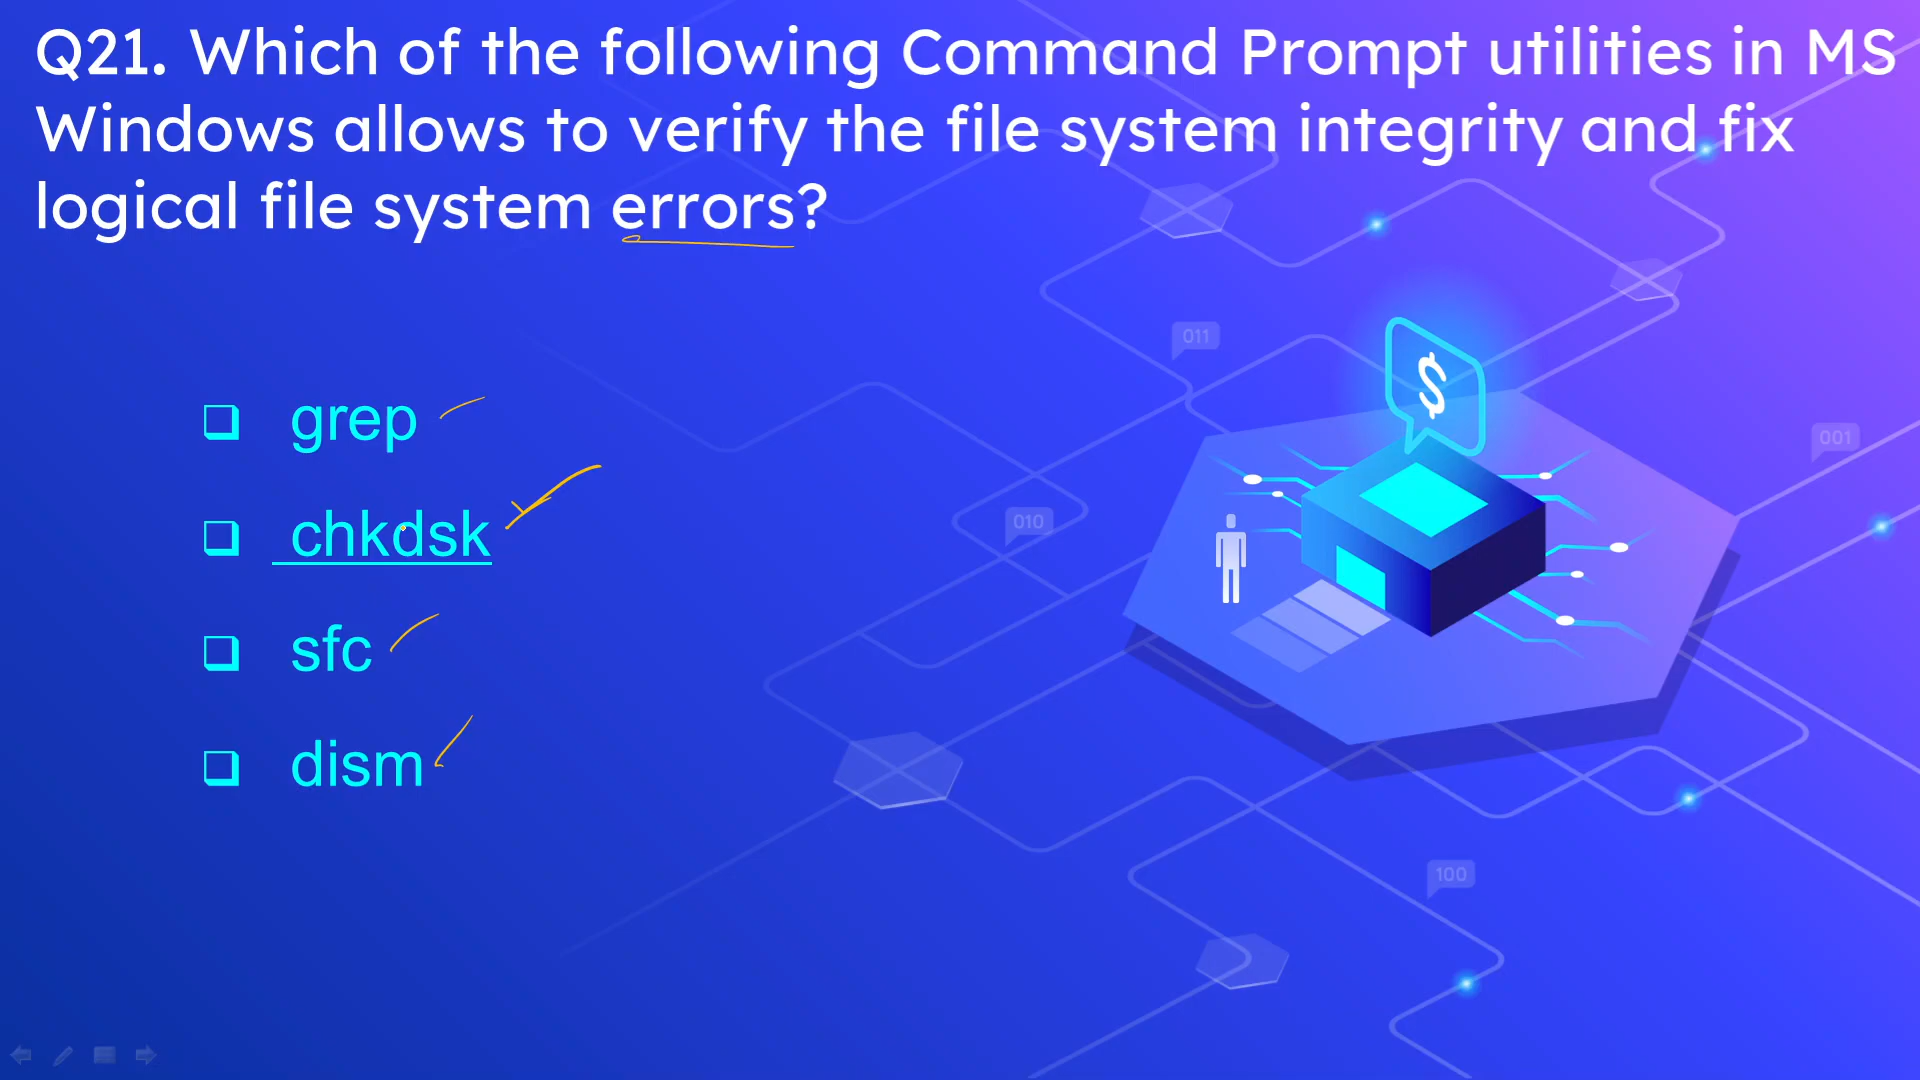 Q21. Which of the following Command Prompt utilities in MS
Windows allows to verify the file system integrity and fix
logical file system errors?
011
$
grep
001
010
chkdsk
sfc
dism
100